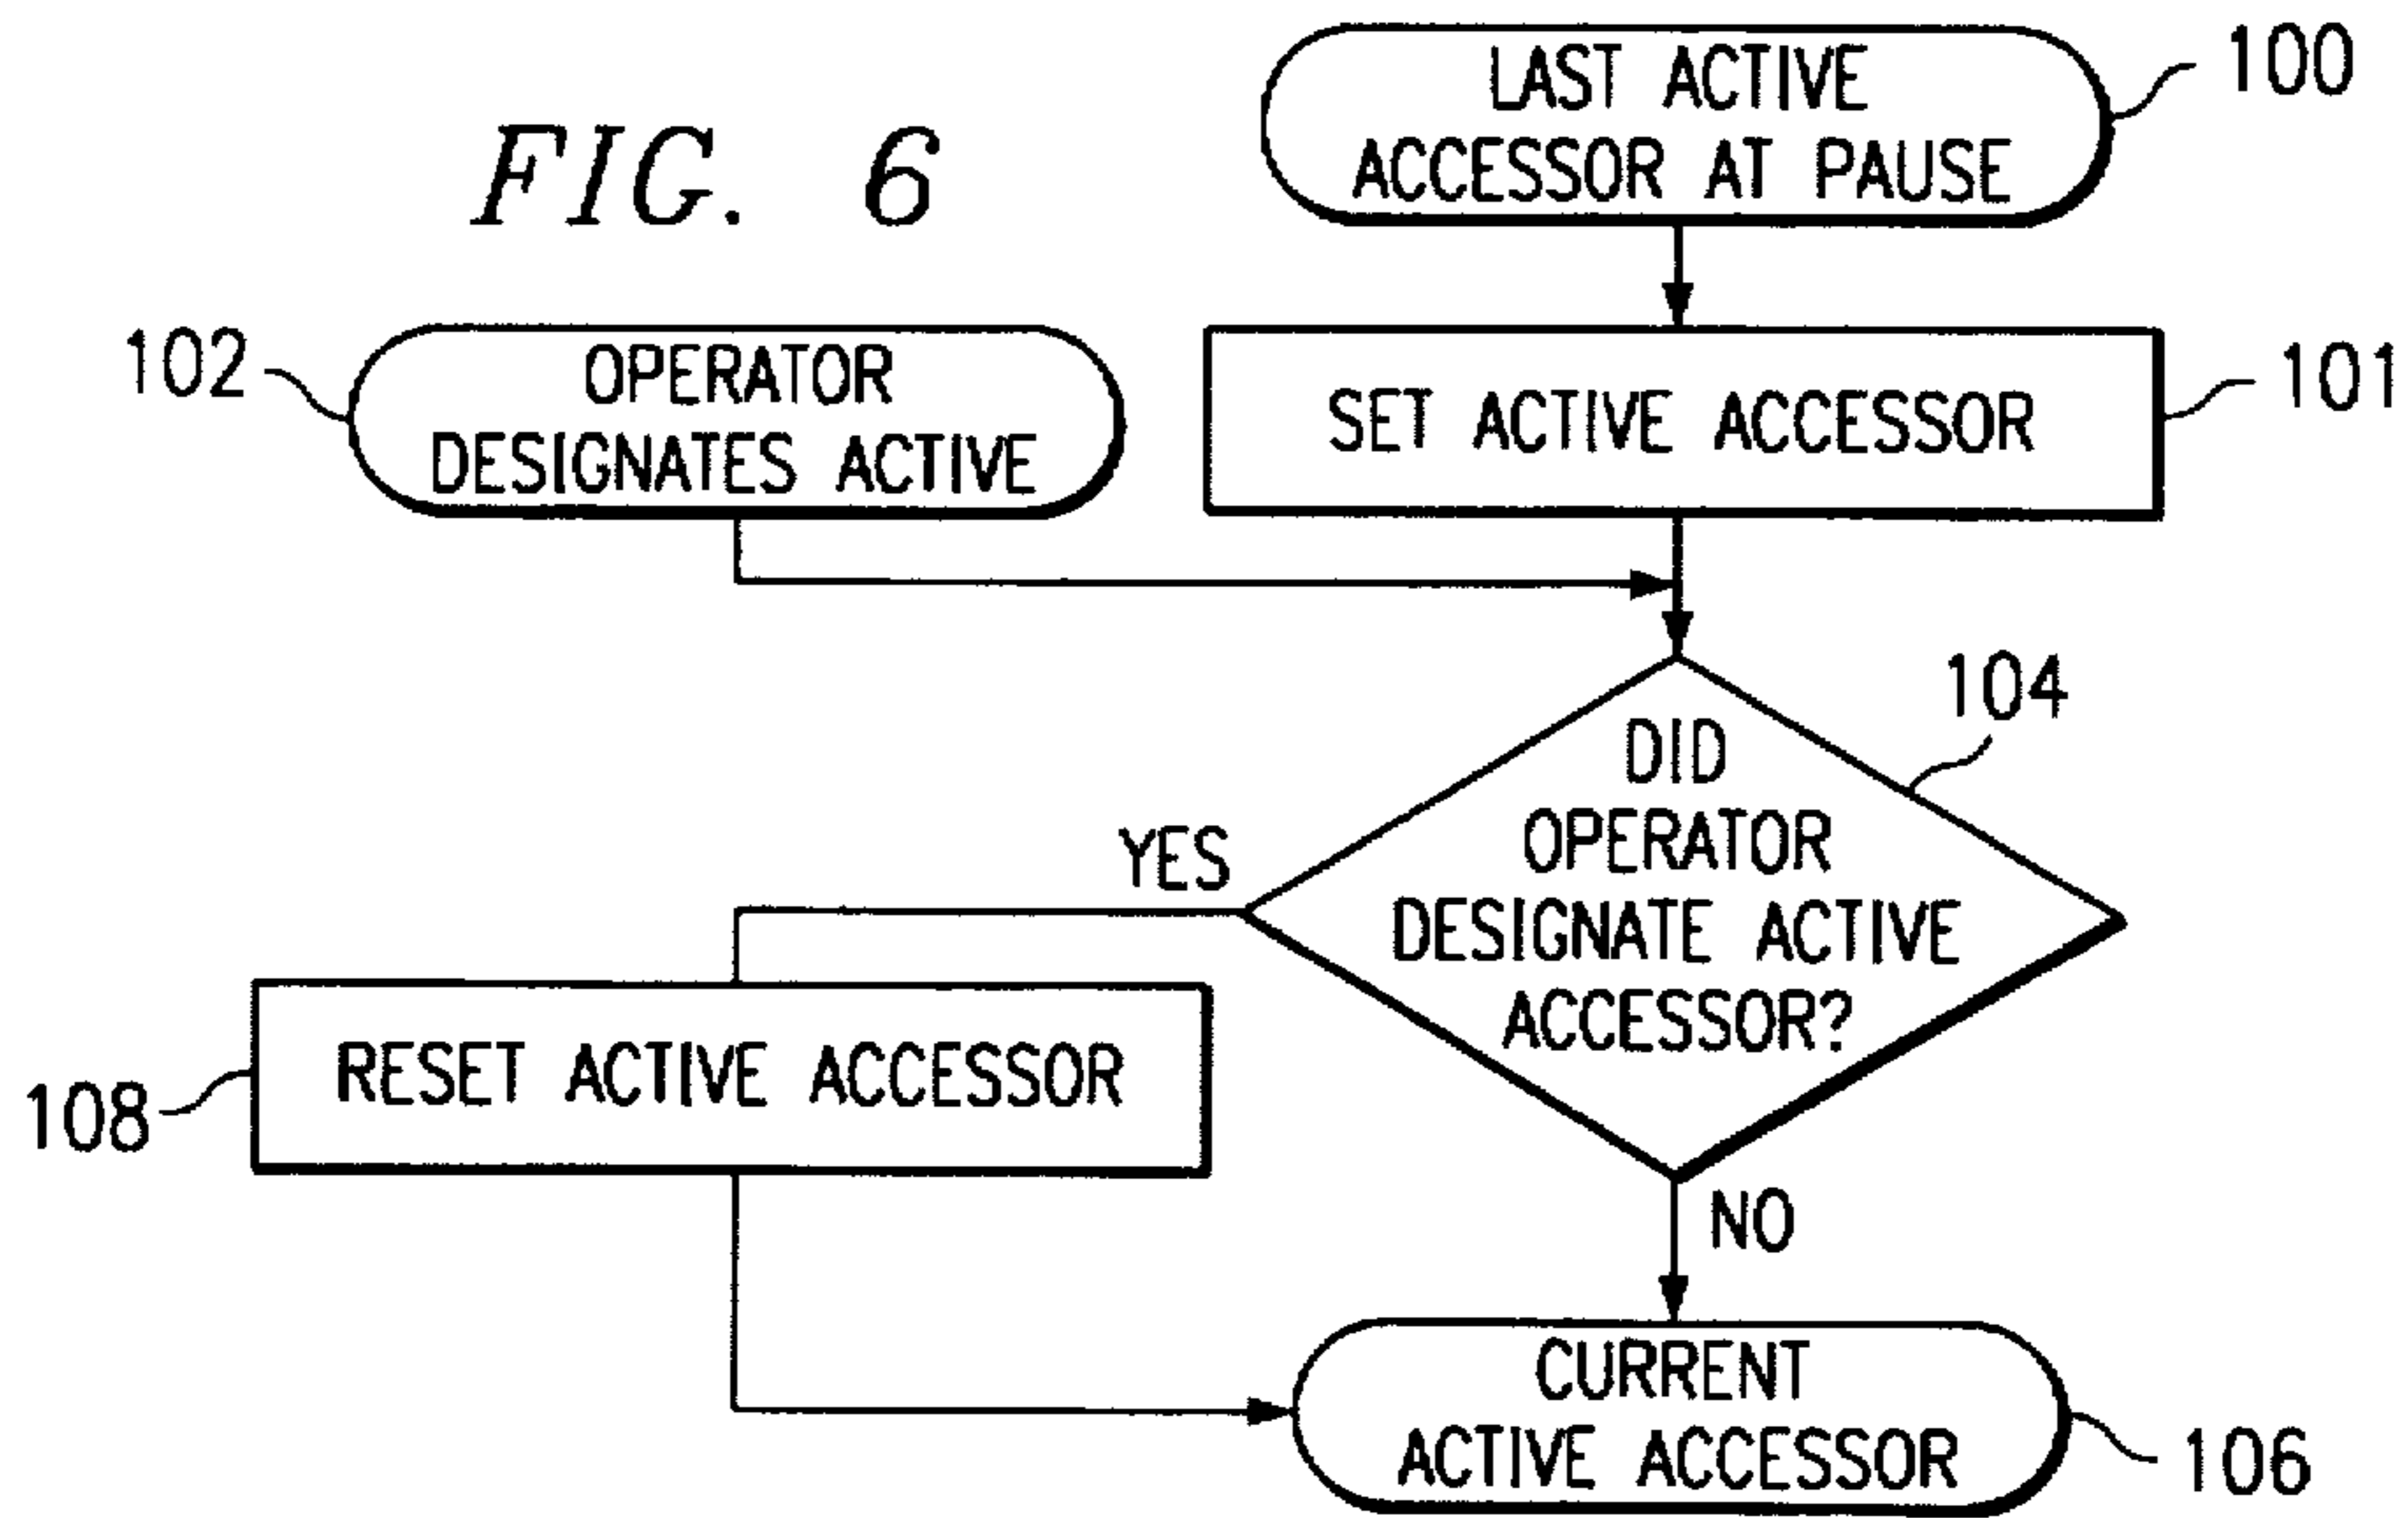 FIG. 6
LAST ACTIVE
ACCESSOR AT PAUSE
100
102
OPERATOR
DESIGNATES ACTIVE
SET ACTIVE ACCESSOR
101
104
DID
OPERATOR
DESIGNATE ACTIVE
ACCESSOR?
YES
RESET ACTIVE ACCESSOR
108
NO
CURRENT
ACTIVE ACCESSOR
106